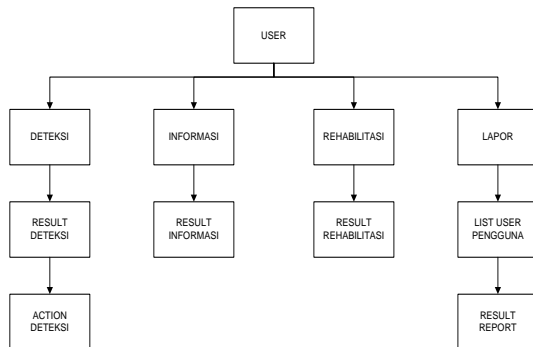 USER
DETEKSI
INFORMASI
REHABILITASI
LAPOR
RESULT
DETEKSI
RESULT
INFORMASI
RESULT
REHABILITASI
LIST USER
PENGGUNA
ACTION
DETEKSI
RESULT
REPORT